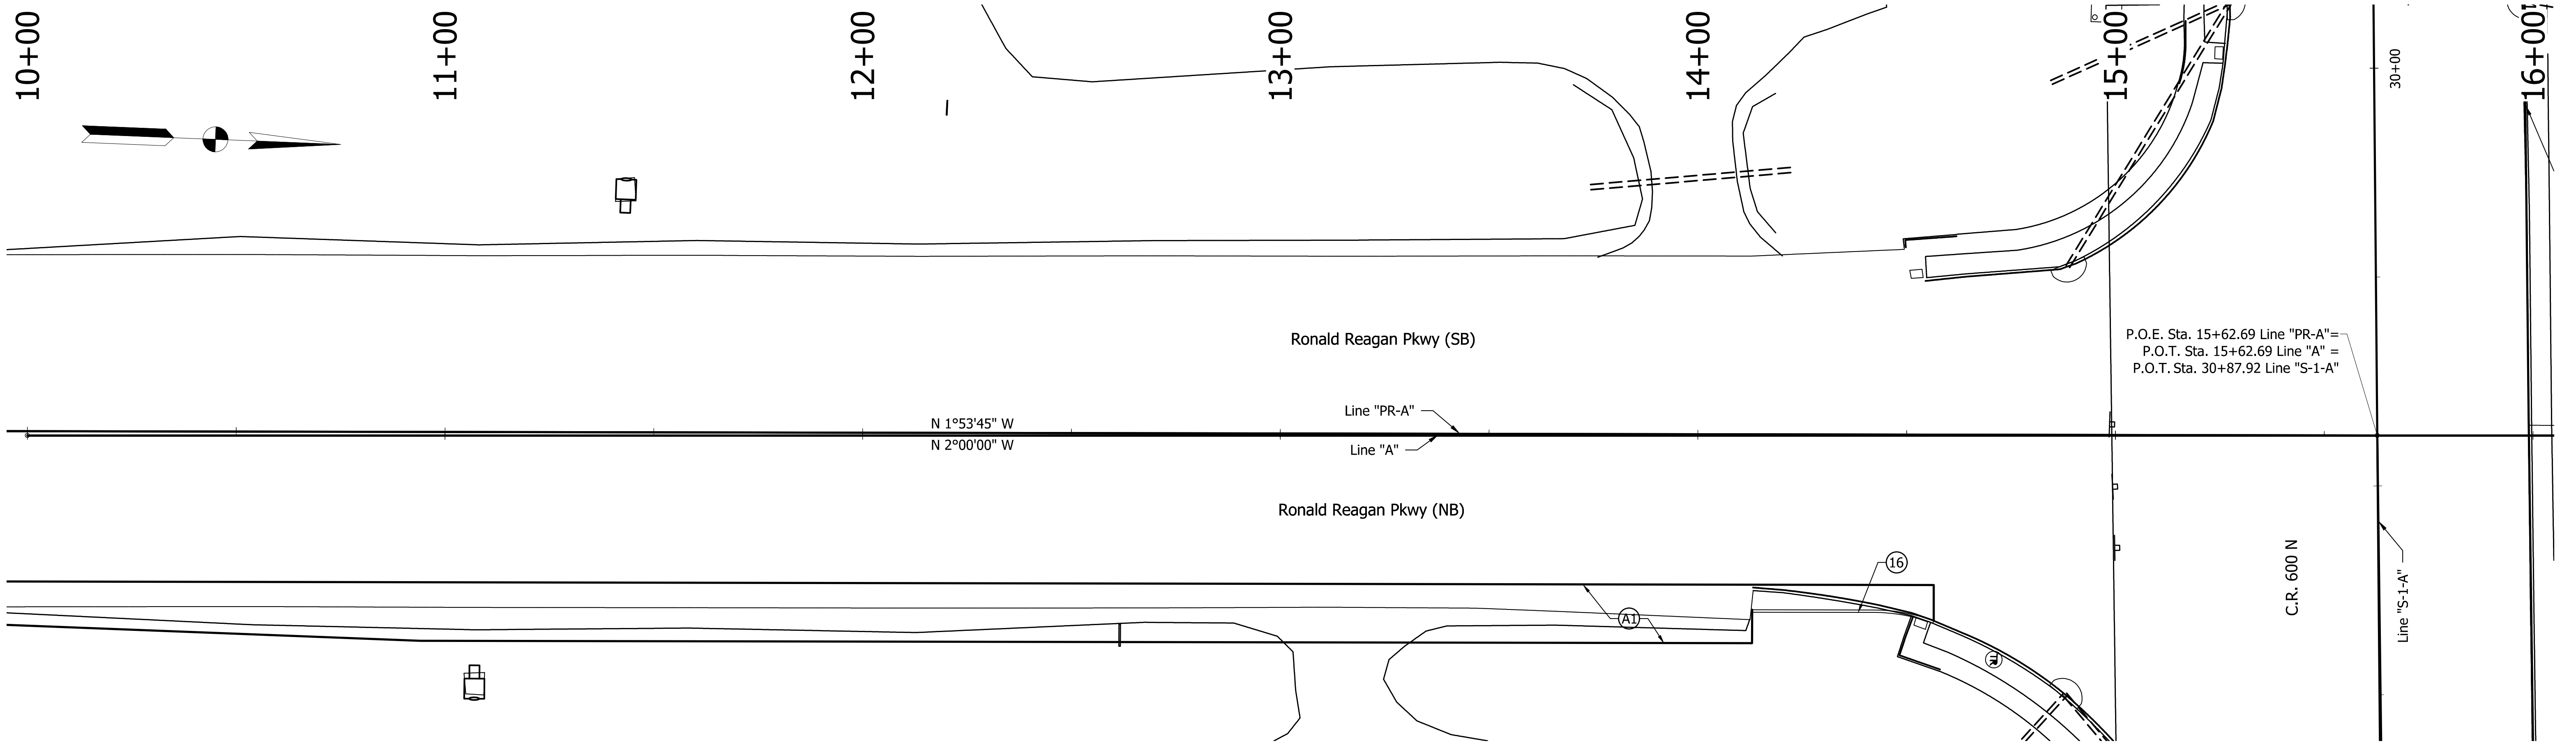 10+00
11+00
12+00
13+00
14+00
15+00
16+00
30+00
Ronald Reagan Pkwy (SB)
P.O.E. Sta. 15+62.69 Line "PR-A"=
P.O.T. Sta. 15+62.69 Line "A" =
P.O.T. Sta. 30+87.92 Line "S-1-A"
Line "PR-A"
N 1°53'45" W
N 2°00'00" W
Line "A"
Ronald Reagan Pkwy (NB)
16
C.R. 600 N
Line "S-1-A"
A1
TR